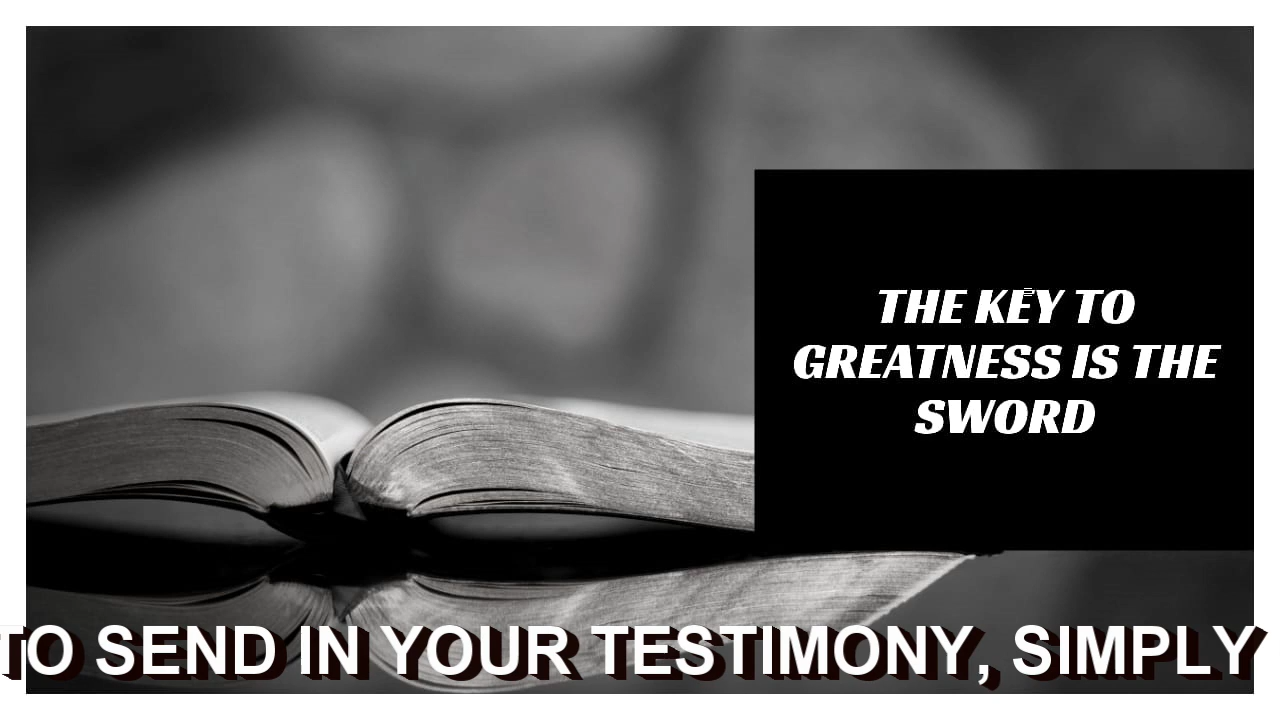 THE KEY TO
GREATNESS IS THE
SWORD
TO SEND IN YOUR TESTIMONY, SIMPLY